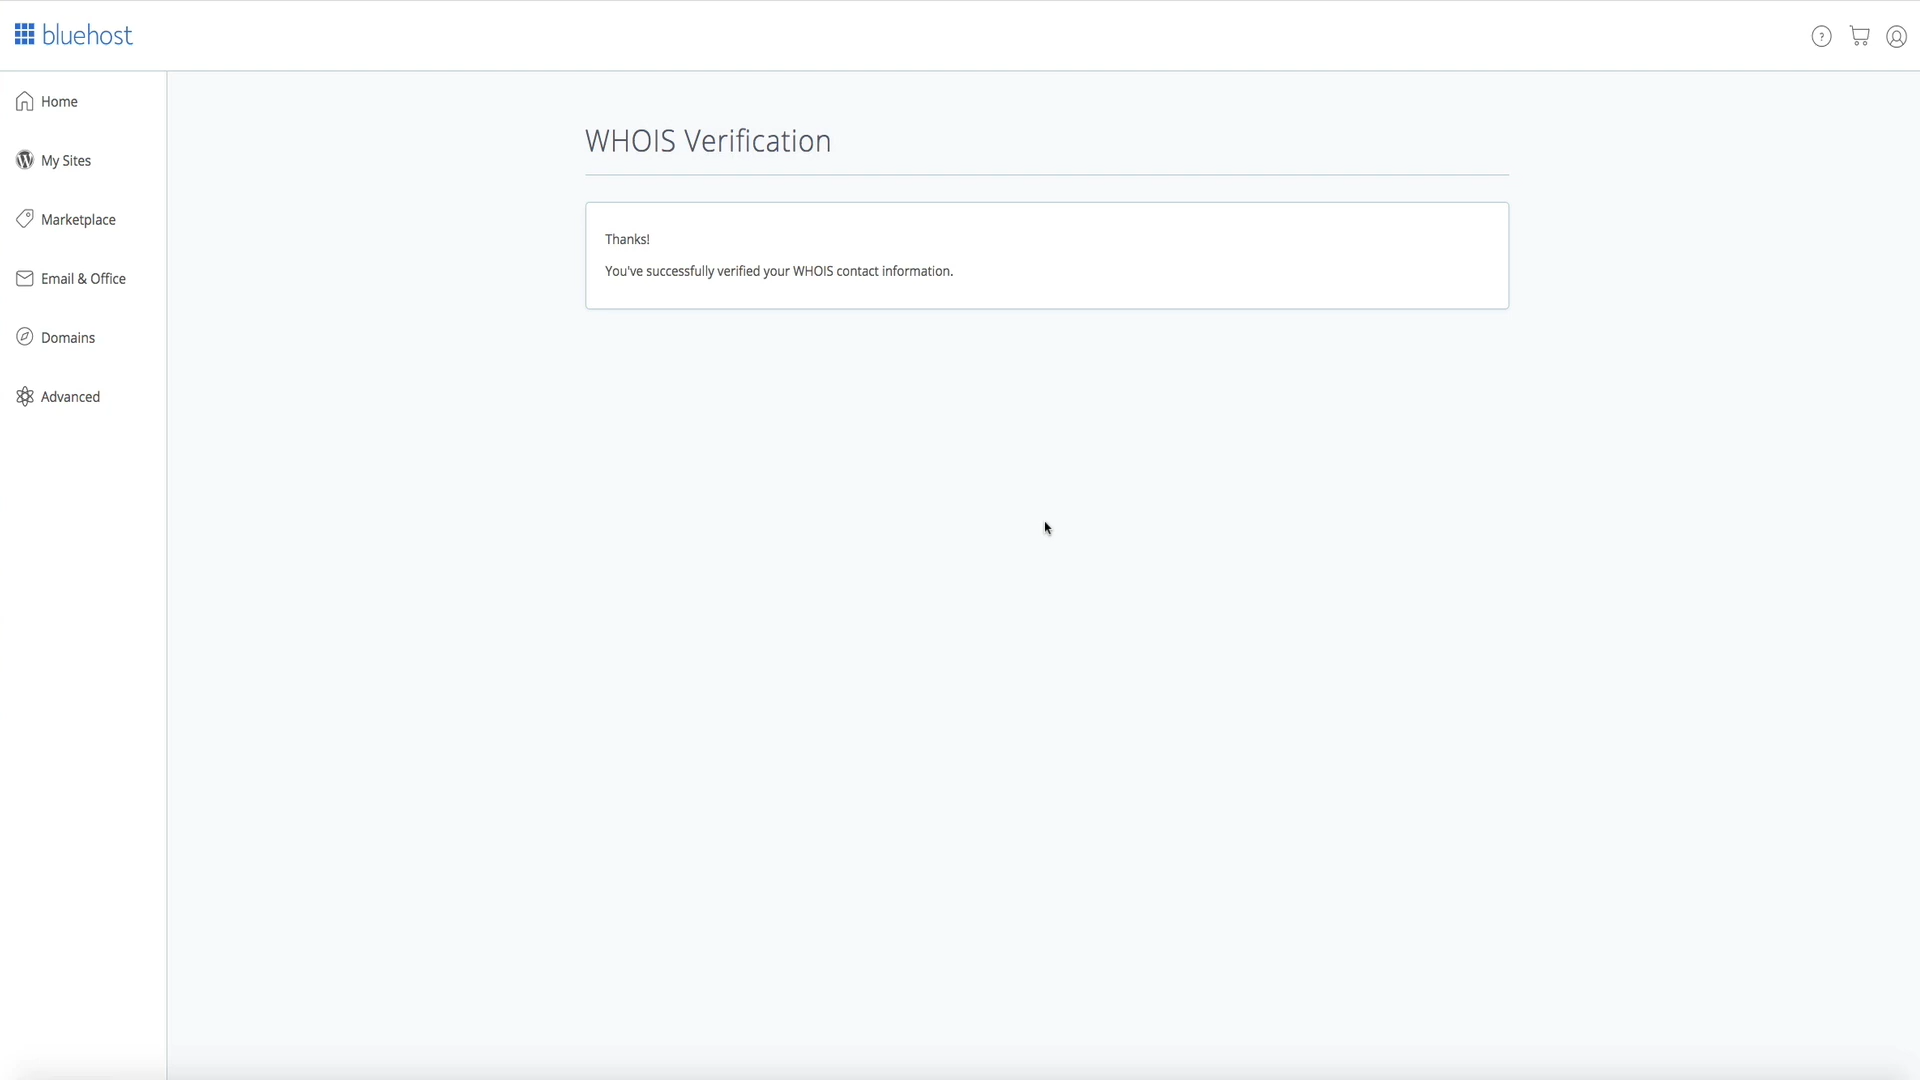 bluehost
?
Home
My Sites
Marketplace
Email & Office
Domains
Advanced
WHOIS Verification
Thanks!
You've successfully verified your WHOIS contact information.